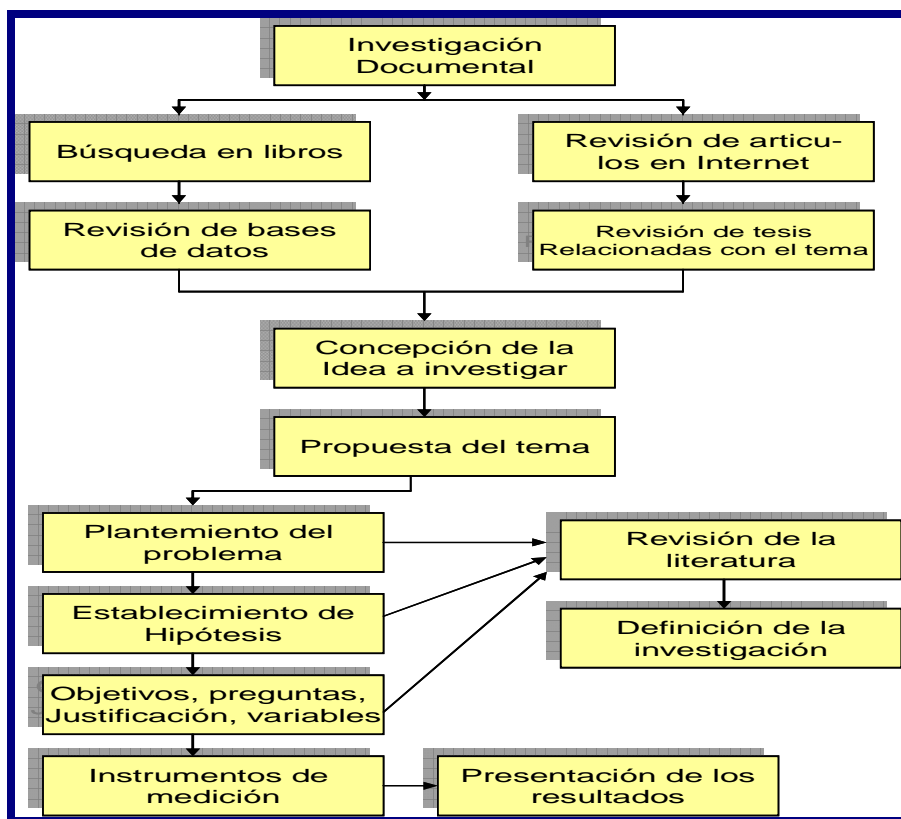 Investigación
Documental
Búsqueda en libros
Revisión de articu-
los en Internet
Revisión de bases
de datos
Revisión de tesis
Relacionadas con el tema
Concepción de la
Idea a investigar
Propuesta del tema
Plantemiento del
problema
Revisión de la
literatura
Establecimiento de
Hipótesis
Definición de la
investigación
Objetivos, preguntas,
Justificación, variables
Instrumentos de
medición
Presentación de los
resultados